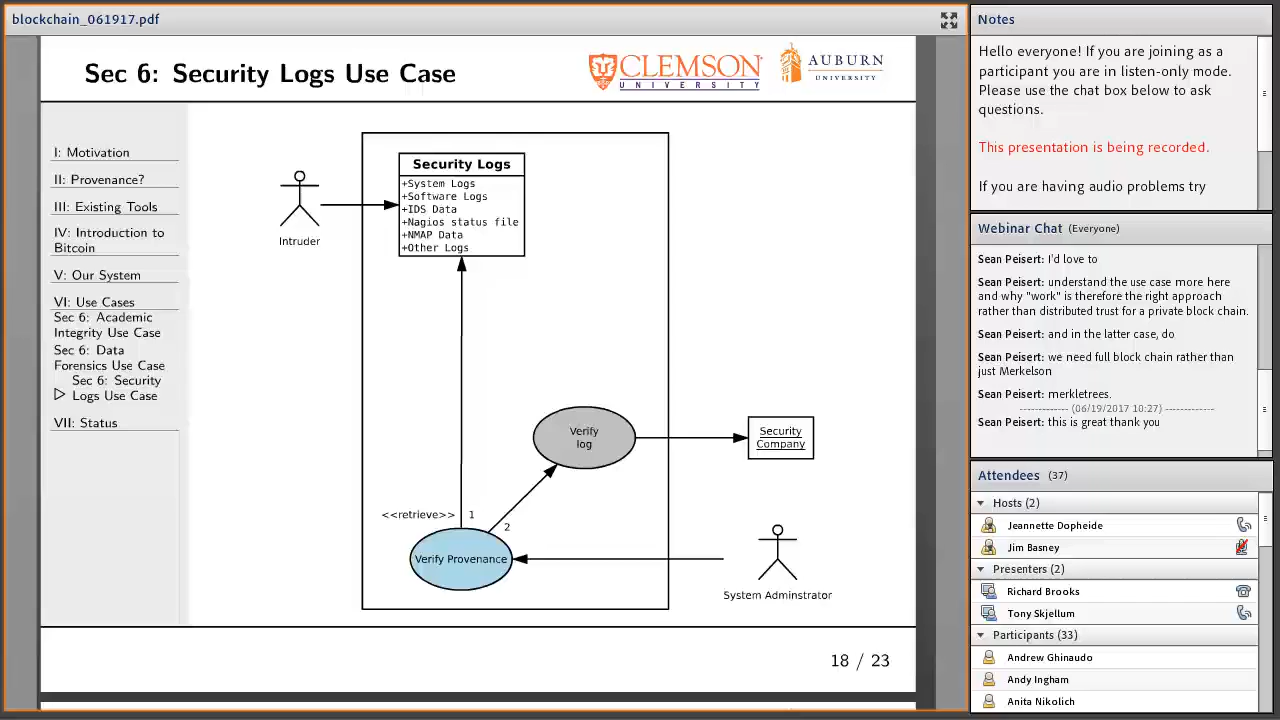 blockchain_061917.pdf
Sec 6: Security Logs Use Case
CLEMSON
UNIVERSITY
AUBURN
UNIVERSITY
I: Motivation
II: Provenance?
III: Existing Tools
IV: Introduction to
Bitcoin
V: Our System
VI: Use Cases
Sec 6: Academic
Integrity Use Case
Sec 6: Data
Forensics Use Case
Sec 6: Security
Logs Use Case
VII: Status
Intruder
Security Logs
+System Logs
+Software Logs
+IDS Data
+Nagios status file
+NMAP Data
+Other Logs
Verify
log
Security
Company
<<retrieve>> 1
2
Verify Provenance
System Adminstrator
18 / 23
Notes
Hello everyone! If you are joining as a
participant you are in listen-only mode.
Please use the chat box below to ask
questions.
This presentation is being recorded.
If you are having audio problems try
Webinar Chat (Everyone)
Sean Peisert: I'd love to
Sean Peisert: understand the use case more here
and why "work" is therefore the right approach
rather than distributed trust for a private block chain.
Sean Peisert: and in the latter case, do
Sean Peisert: we need full block chain rather than
just Merkelson
Sean Peisert: merkletrees.
------------- (06/19/2017 10:27) -------------
Sean Peisert: this is great thank you
Attendees (37)
Hosts (2)
Jeannette Dopheide
Jim Basney
Presenters (2)
Richard Brooks
Tony Skjellum
Participants (33)
Andrew Ghinaudo
Andy Ingham
Anita Nikolich